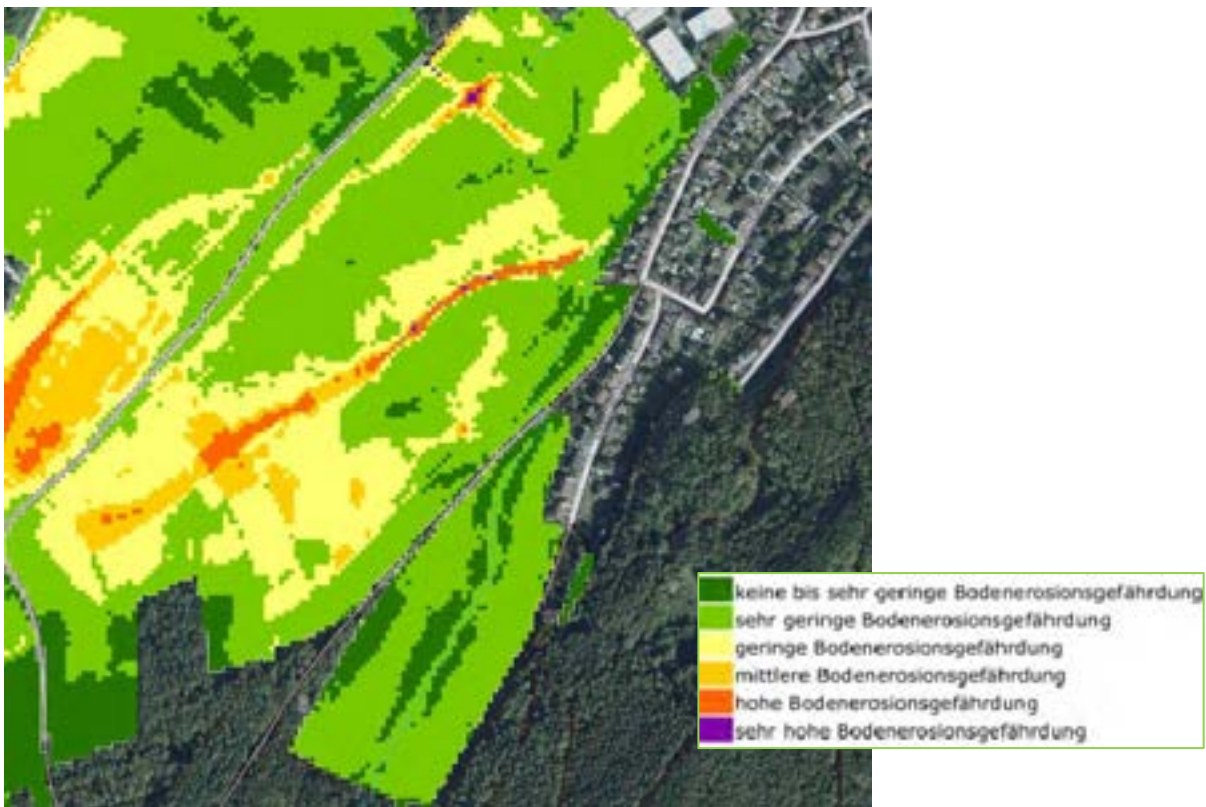 keine bis sehr geringe Bodenerosionsgefährdung
sehr geringe Bodenerosionsgefährdung
geringe Bodenerosionsgefährdung
mittlere Bodenerosionsgefährdung
hohe Bodenerosionsgefährdung
sehr hohe Bodenerosionsgefährdung